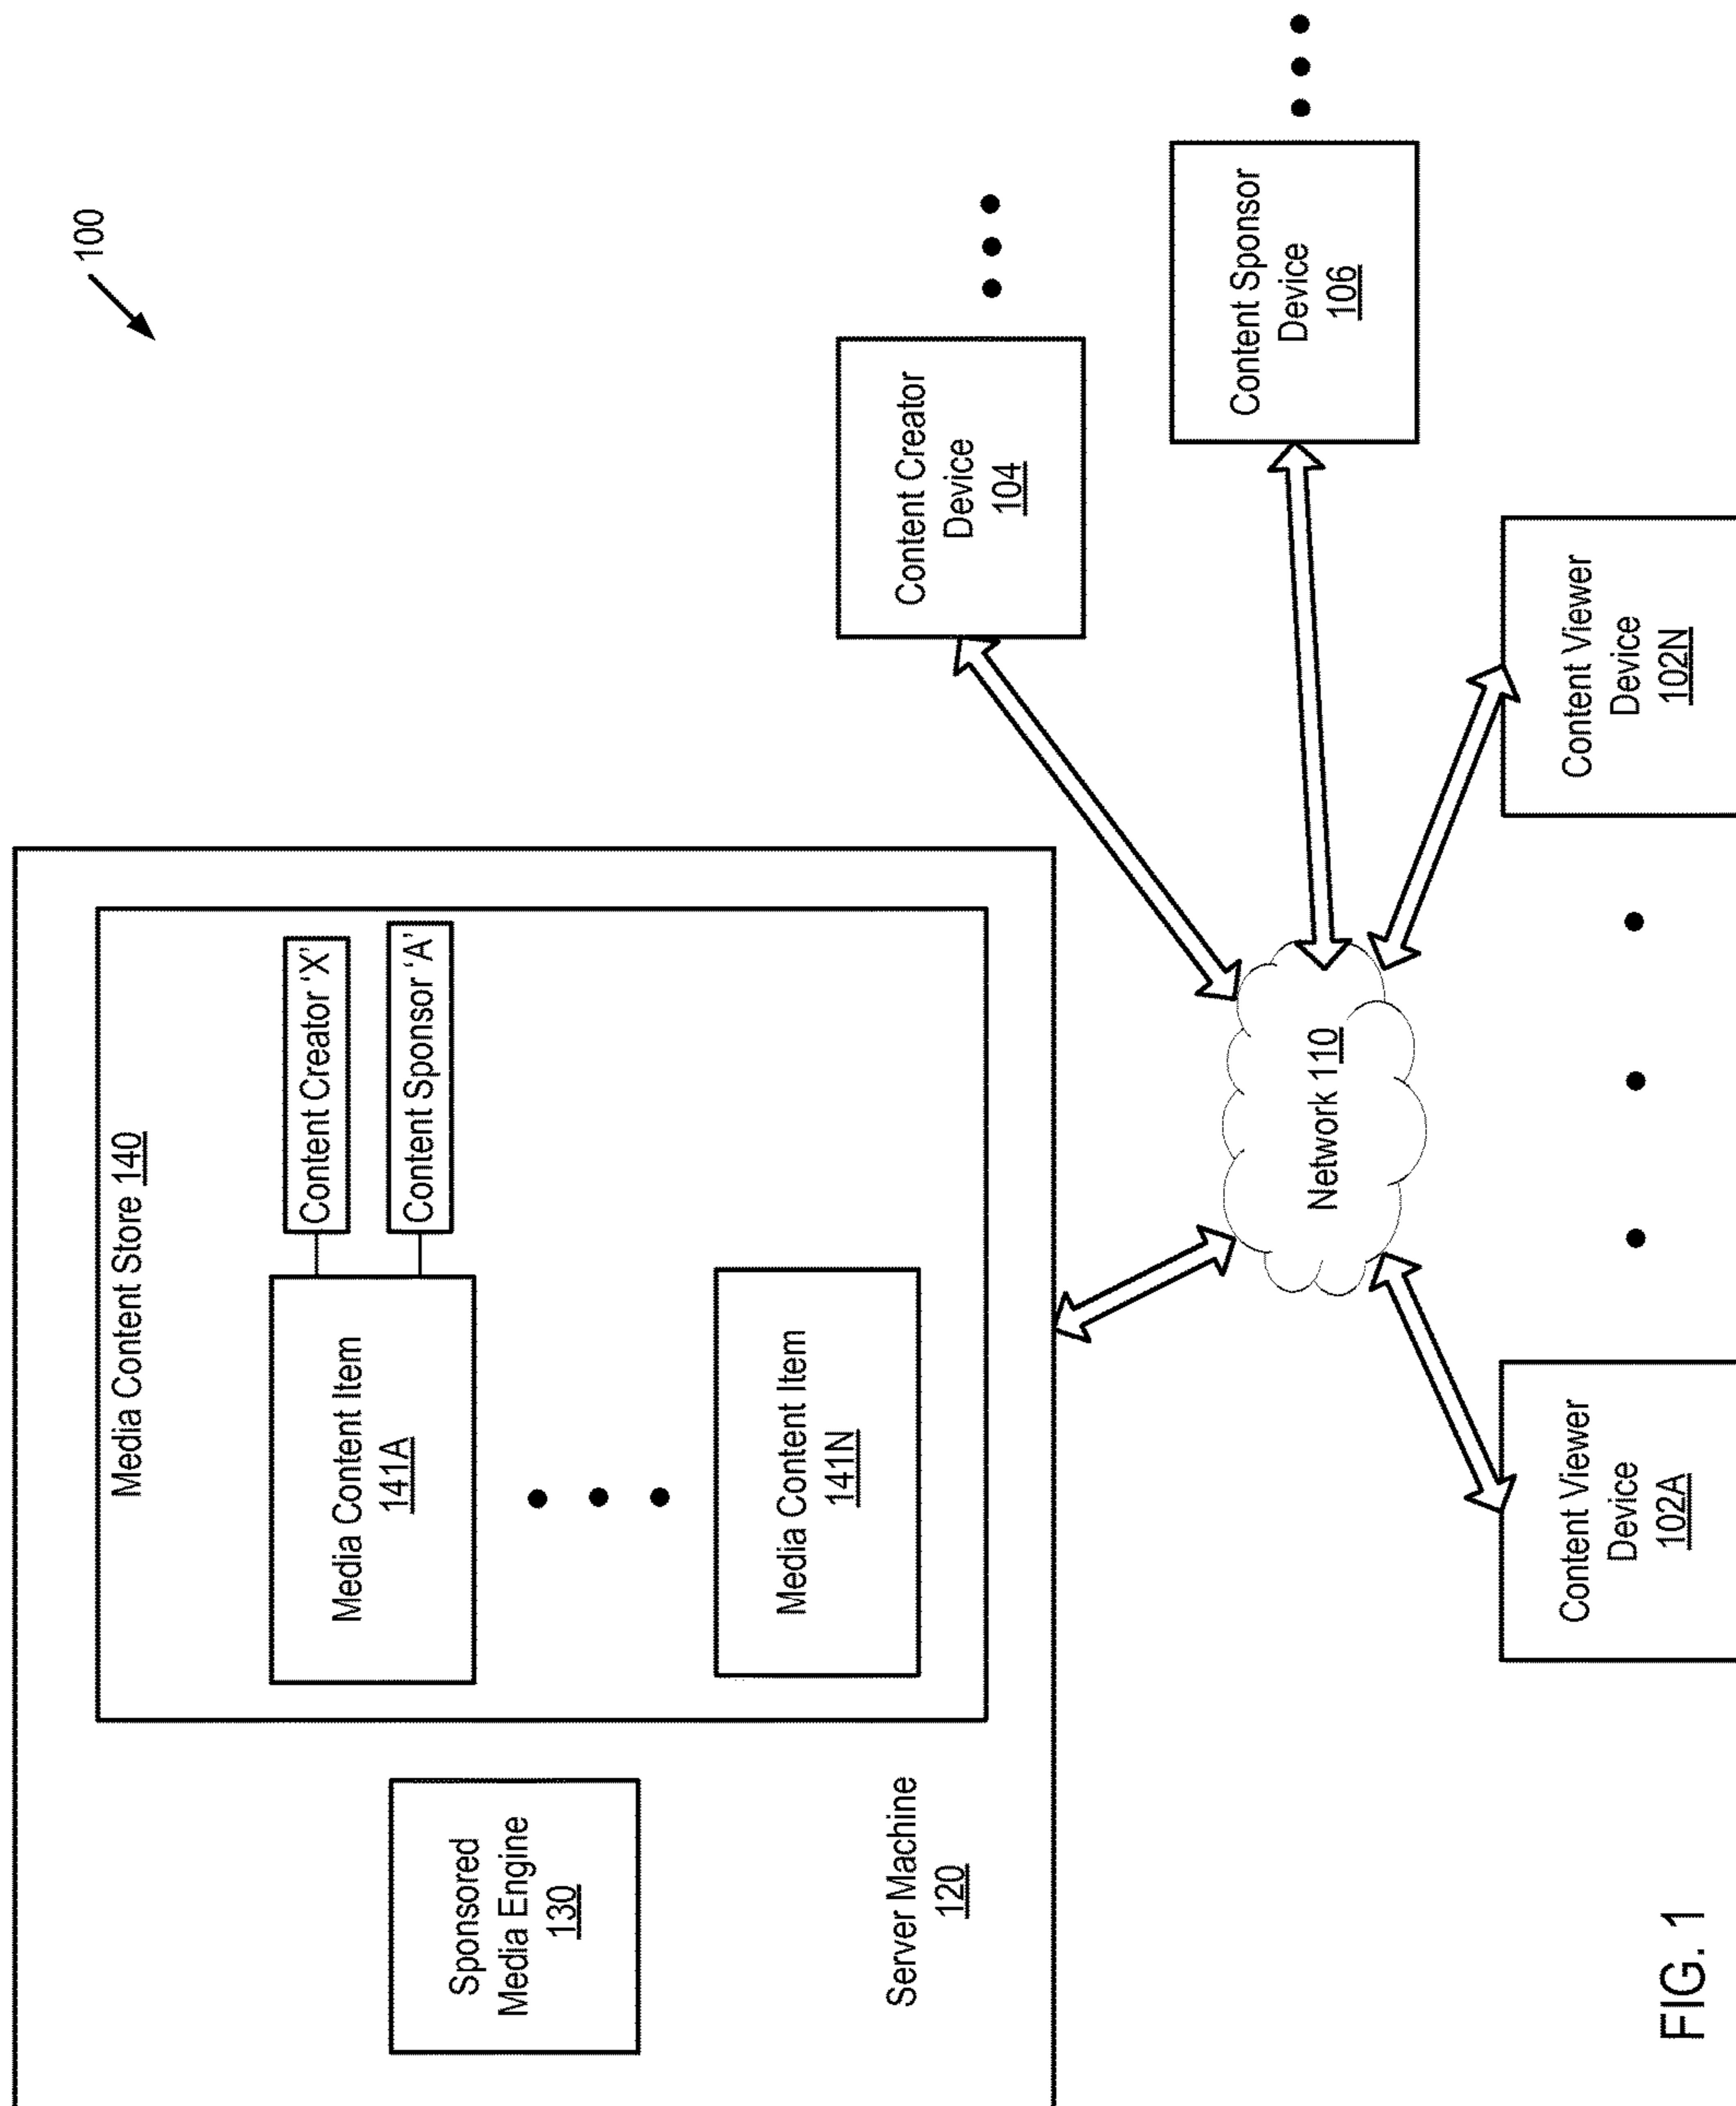 100
Media Content Store 140
Content Creator ‘X’
Content Sponsor ‘A’
Media Content Item
141A
Media Content Item
141N
Sponsored
Media Engine
130
Server Machine
120
Content Creator
Device
104
Content Sponsor
Device
106
Network 110
Content Viewer
Device
102A
Content Viewer
Device
102N
FIG. 1